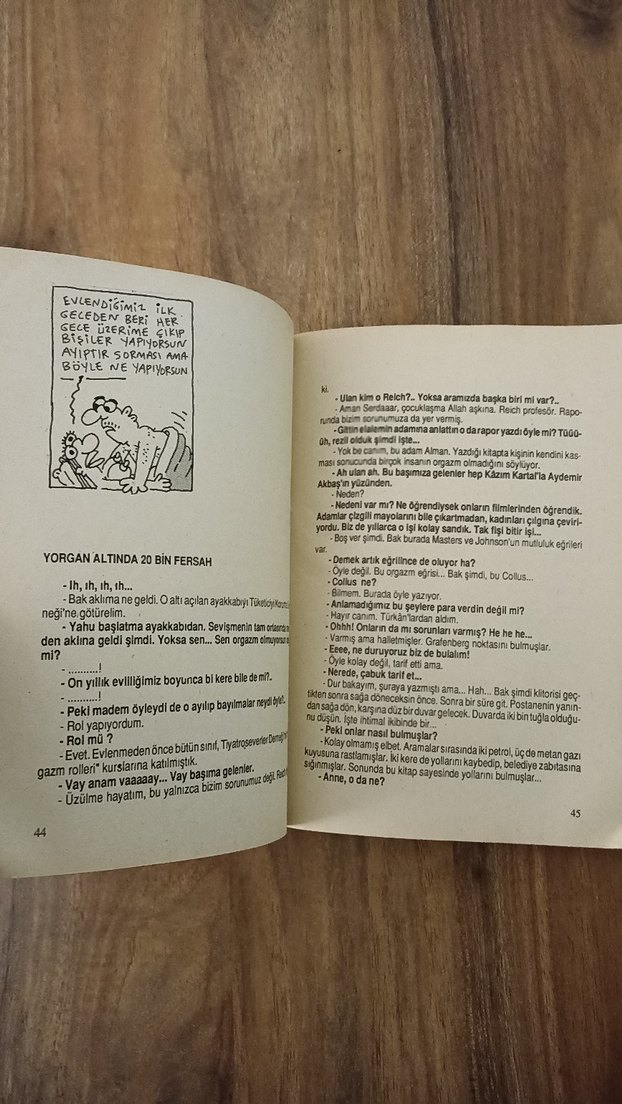 EVLENDİĞİMİZ İLK
GECEDEN BERİ HER
GECE ÜZERİME ÇIKIP
BİŞİLER YAPIYORSUN
AYIPTIR SORMASI AMA
BÖYLE NE YAPIYORSUN
YORGAN ALTINDA 20 BİN FERSAH
- Ih, ıh, ıh, ıh...
- Bak aklıma ne geldi. O altı açılan ayakkabıyı Tüketiciyi
neği'ne götürelim.
- Yahu başlatma ayakkabıdan. Sevişmenin tam ortasında
den aklına geldi şimdi. Yoksa sen... Sen orgazm olmuyorsun
mi?
- ..........!
- On yıllık evliliğimiz boyunca bi kere bile de mi?..
- ..........!
- Peki madem öyleydi de o ayılıp bayılmalar neydi öyle?..
- Rol yapıyordum.
- Rol mü ?
- Evet. Evlenmeden önce bütün sınıf, Tiyatroseverler
gazm rolleri" kurslarına katılmıştık.
- Vay anam vaaaaay... Vay başıma gelenler.
- Üzülme hayatım, bu yalnızca bizim sorunumuz değil.
44
ki.
- Ulan kim o Reich?.. Yoksa aramızda başka biri mi var?..
- Aman Serdaaar, çocuklaşma Allah aşkına. Reich profesör. Rapo-
runda bizim sorunumuza da yer vermiş.
- Gittin elalemin adamına anlattın o da rapor yazdı öyle mi? Tüüü-
üh, rezil olduk şimdi işte...
- Yok be canım, bu adam Alman. Yazdığı kitapta kişinin kendini kas-
ması sonucunda birçok insanın orgazm olmadığını söylüyor.
- Ah ulan ah. Bu başımıza gelenler hep Kâzım Kartal'la Aydemir
Akbaş'ın yüzünden.
- Neden?
- Nedeni var mı? Ne öğrendiysek onların filmlerinden öğrendik.
Adamlar çizgili mayolarını bile çıkartmadan, kadınları çılgına çeviri-
yordu. Biz de yıllarca o işi kolay sandık. Tak fişi bitir işi...
- Boş ver şimdi. Bak burada Masters ve Johnson'un mutluluk eğrileri
var.
- Demek artık eğrilince de oluyor ha?
- Öyle değil. Bu orgazm eğrisi... Bak şimdi, bu Collus...
- Collus ne?
- Bilmem. Burada öyle yazıyor.
- Anlamadığımız bu şeylere para verdin değil mi?
- Hayır canım. Türkân'lardan aldım.
- Ohhh! Onların da mı sorunları varmış? He he he...
- Varmış ama halletmişler. Grafenberg noktasını bulmuşlar.
- Eeee, ne duruyoruz biz de bulalım!
- Öyle kolay değil, tarif etti ama.
- Nerede, çabuk tarif et...
- Dur bakayım, şuraya yazmıştı ama... Hah... Bak şimdi klitorisi geç-
tikten sonra sağa döneceksin önce. Sonra bir süre git. Postanenin yanın-
dan sağa dön, karşına düz bir duvar gelecek. Duvarda iki bin tuğla olduğu-
nu düşün. İşte ihtimal ikibinde bir...
- Peki onlar nasıl bulmuşlar?
- Kolay olmamış elbet. Aramalar sırasında iki petrol, üç de metan gazı
kuyusuna rastlamışlar. İki kere de yollarını kaybedip, belediye zabıtasına
sığınmışlar. Sonunda bu kitap sayesinde yollarını bulmuşlar...
- Anne, o da ne?
45